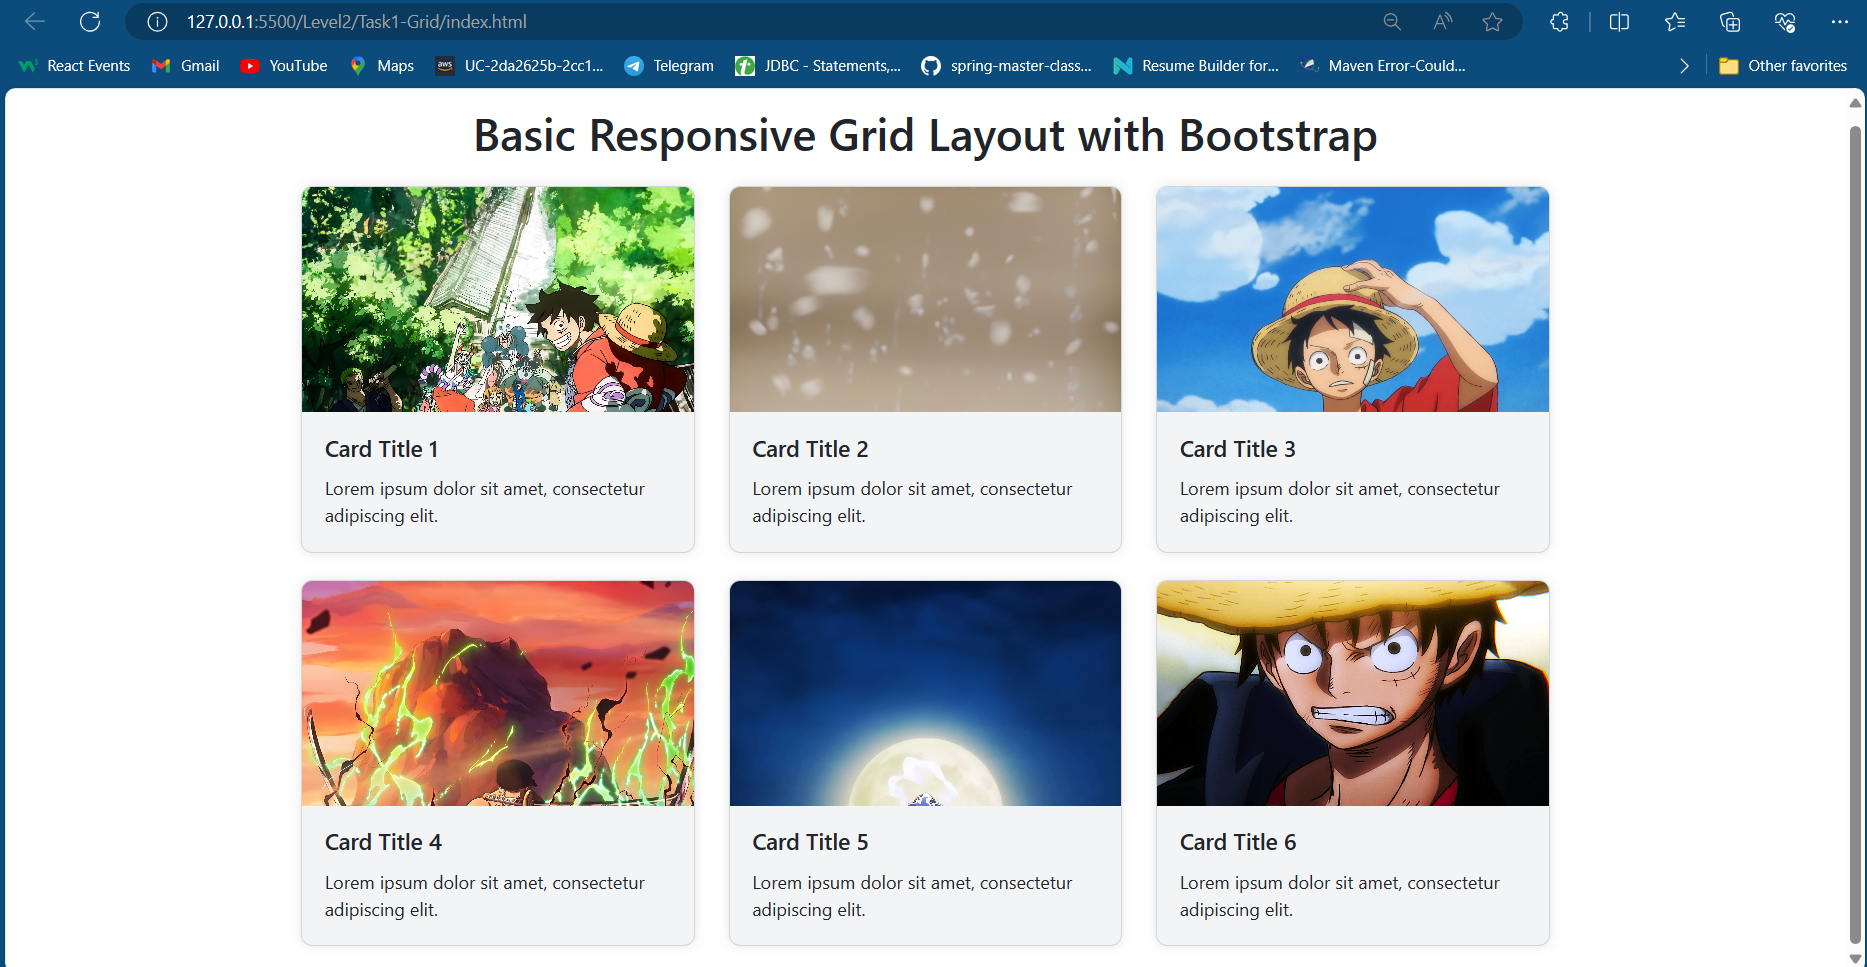 127.0.0.1:5500/Level2/Task1-Grid/index.html
React Events
Gmail
YouTube
Maps
aws
UC-2da2625b-2cc1...
Telegram
JDBC - Statements,...
spring-master-class...
Resume Builder for...
Maven Error-Could...
Other favorites
Basic Responsive Grid Layout with Bootstrap
Card Title 1
Lorem ipsum dolor sit amet, consectetur
adipiscing elit.
Card Title 2
Lorem ipsum dolor sit amet, consectetur
adipiscing elit.
Card Title 3
Lorem ipsum dolor sit amet, consectetur
adipiscing elit.
Card Title 4
Lorem ipsum dolor sit amet, consectetur
adipiscing elit.
Card Title 5
Lorem ipsum dolor sit amet, consectetur
adipiscing elit.
Card Title 6
Lorem ipsum dolor sit amet, consectetur
adipiscing elit.